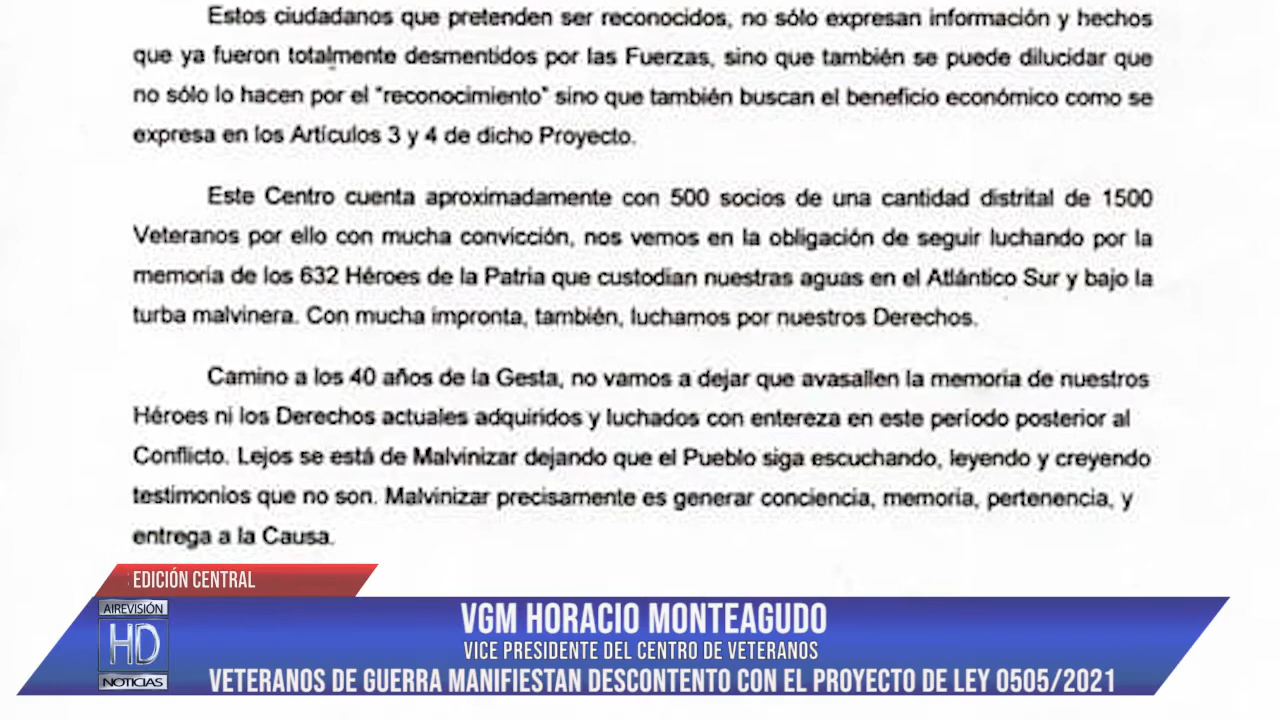 Estos ciudadanos que pretenden ser reconocidos, no sólo expresan información y hechos
que ya fueron totalmente desmentidos por las Fuerzas, sino que también se puede dilucidar que
no sólo lo hacen por el "reconocimiento" sino que también buscan el beneficio económico como se
expresa en los Artículos 3 y 4 de dicho Proyecto.
Este Centro cuenta aproximadamente con 500 socios de una cantidad distrital de 1500
Veteranos por ello con mucha convicción, nos vemos en la obligación de seguir luchando por la
memoria de los 632 Héroes de la Patria que custodian nuestras aguas en el Atlántico Sur y bajo la
turba malvinera. Con mucha impronta, también, luchamos por nuestros Derechos.
Camino a los 40 años de la Gesta, no vamos a dejar que avasallen la memoria de nuestros
Héroes ni los Derechos actuales adquiridos y luchados con entereza en este período posterior al
Conflicto. Lejos se está de Malvinizar dejando que el Pueblo siga escuchando, leyendo y creyendo
testimonios que no son. Malvinizar precisamente es generar conciencia, memoria, pertenencia, y
entrega a la Causa.
EDICIÓN CENTRAL
AIREVISIÓN
HD
NOTICIAS
VGM HORACIO MONTEAGUDO
VICE PRESIDENTE DEL CENTRO DE VETERANOS
VETERANOS DE GUERRA MANIFIESTAN DESCONTENTO CON EL PROYECTO DE LEY 0505/2021